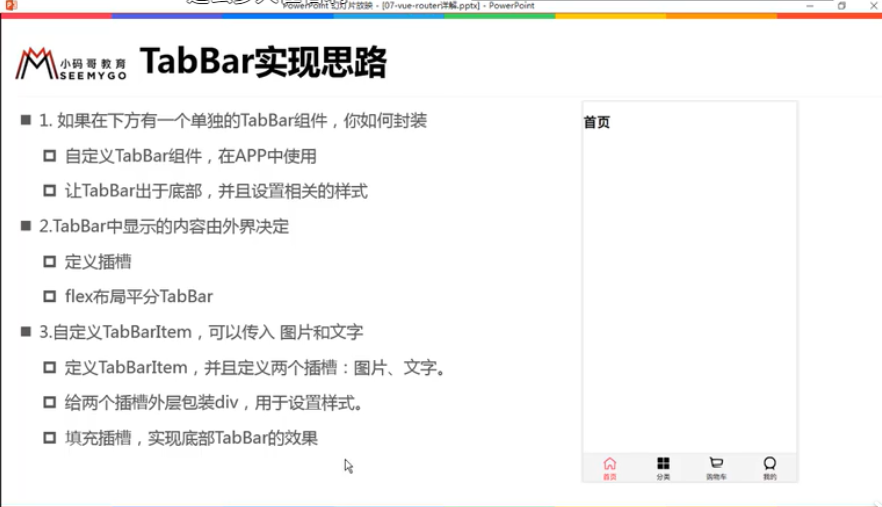 PowerPoint 幻灯片放映 - [07-vue-router详解.pptx] - PowerPoint
小码哥教育
SEEMYGO
TabBar实现思路
1. 如果在下方有一个单独的TabBar组件，你如何封装
自定义TabBar组件，在APP中使用
让TabBar出于底部，并且设置相关的样式
2.TabBar中显示的内容由外界决定
定义插槽
flex布局平分TabBar
3.自定义TabBarItem，可以传入 图片和文字
定义TabBarItem，并且定义两个插槽：图片、文字。
给两个插槽外层包装div，用于设置样式。
填充插槽，实现底部TabBar的效果
首页
首页 分类 购物车 我的